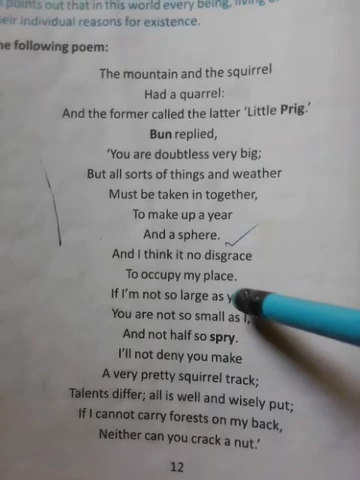 points out that in this world every being, living
eir individual reasons for existence.
e following poem:
The mountain and the squirrel
Had a quarrel:
And the former called the latter 'Little Prig.'
Bun replied,
'You are doubtless very big;
But all sorts of things and weather
Must be taken in together,
To make up a year
And a sphere.
And I think it no disgrace
To occupy my place.
If I'm not so large as y
You are not so small as I,
And not half so spry.
I'll not deny you make
A very pretty squirrel track;
Talents differ; all is well and wisely put;
If I cannot carry forests on my back,
Neither can you crack a nut.'
12